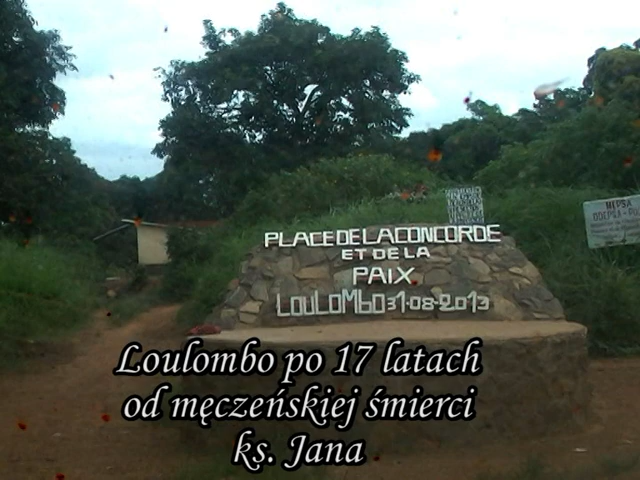 PLACE DE LA CONCORDE
ET DE LA
PAIX
LOULOMBO 31-08-2013
MEPSA
Loulombo po 17 latach
od męczeńskiej śmierci
ks. Jana